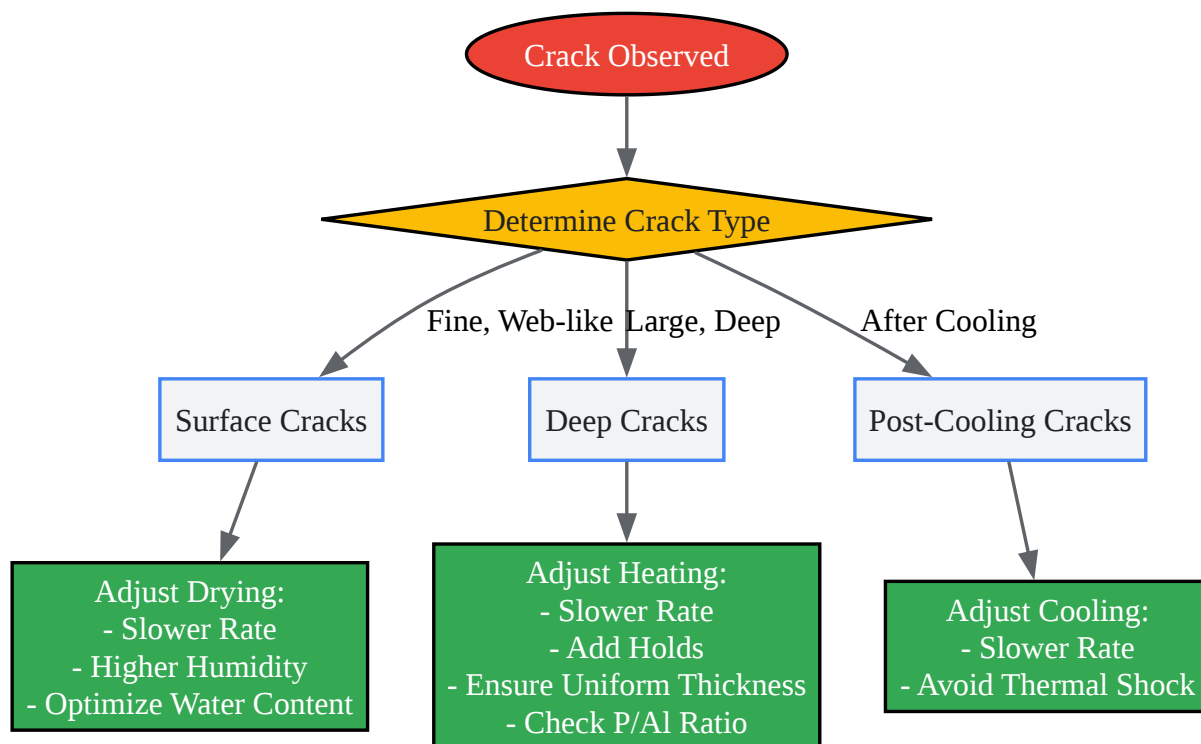 Crack Observed
Determine Crack Type
Fine, Web-like
Large, Deep
After Cooling
Surface Cracks
Deep Cracks
Post-Cooling Cracks
Adjust Drying:
- Slower Rate
- Higher Humidity
- Optimize Water Content
Adjust Heating:
- Slower Rate
- Add Holds
- Ensure Uniform Thickness
- Check P/Al Ratio
Adjust Cooling:
- Slower Rate
- Avoid Thermal Shock